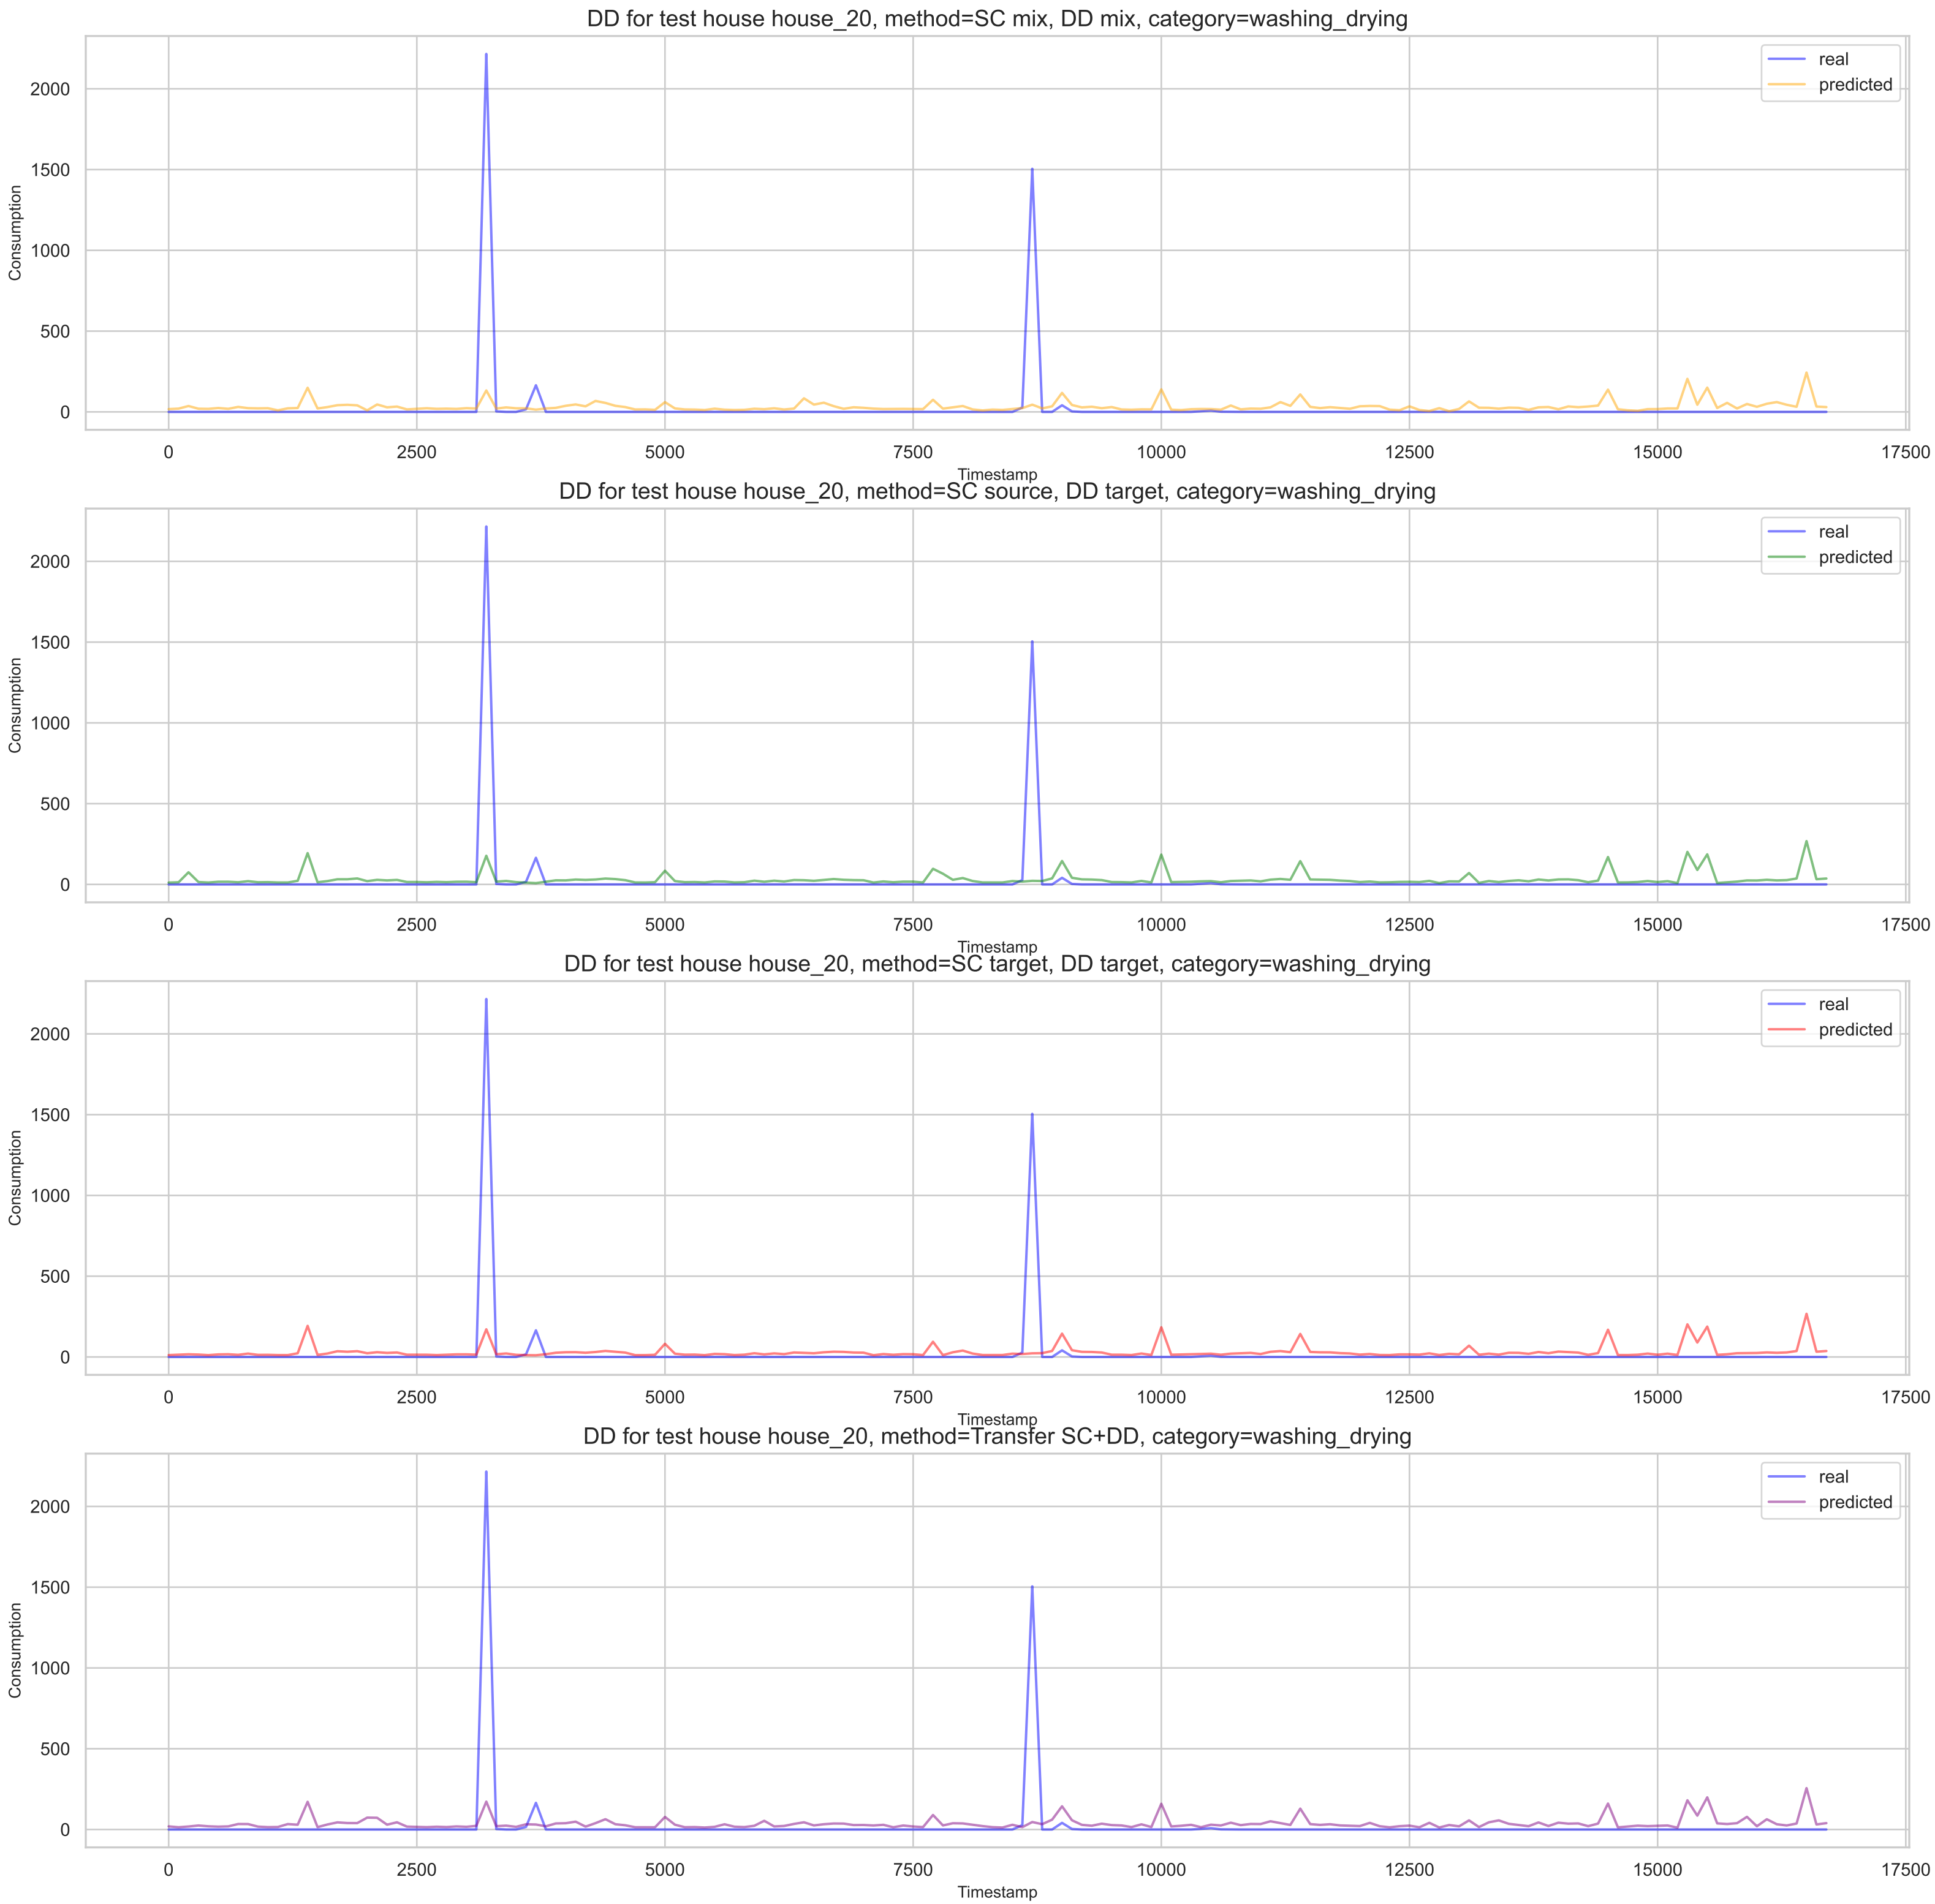 DD for test house house_20, method=SC mix, DD mix, category=washing_drying
real
predicted
2000
1500
1000
500
0
Consumption
0 2500 5000 7500 10000 12500 15000 17500
Timestamp
DD for test house house_20, method=SC source, DD target, category=washing_drying
real
predicted
2000
1500
1000
500
0
Consumption
0 2500 5000 7500 10000 12500 15000 17500
Timestamp
DD for test house house_20, method=SC target, DD target, category=washing_drying
real
predicted
2000
1500
1000
500
0
Consumption
0 2500 5000 7500 10000 12500 15000 17500
Timestamp
DD for test house house_20, method=Transfer SC+DD, category=washing_drying
real
predicted
2000
1500
1000
500
0
Consumption
0 2500 5000 7500 10000 12500 15000 17500
Timestamp